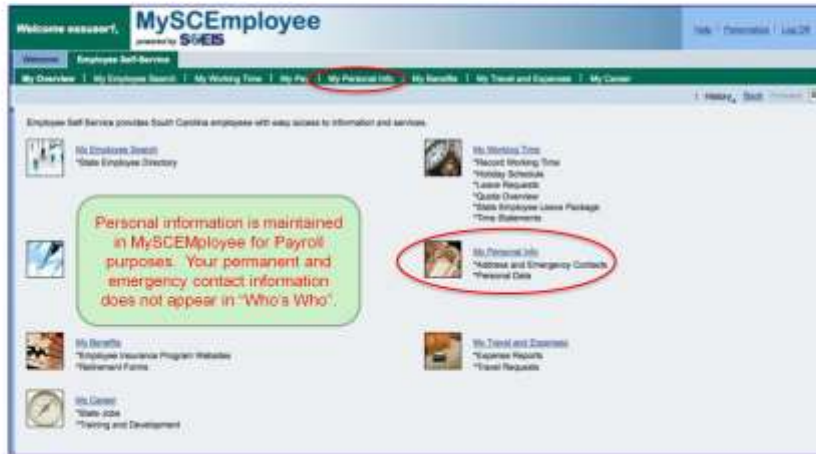 Welcome essuser1,
MySCEmployee
powered by SCEIS
Help | Personalize | Log Off
Welcome
Employee Self-Service
My Overview | My Employee Search | My Working Time | My Pay | My Personal Info | My Benefits | My Travel and Expenses | My Career
History, Back Forward
Employee Self Service provides South Carolina employees with easy access to information and services.
My Employee Search
*State Employee Directory
My Working Time
*Record Working Time
*Holiday Schedule
*Leave Requests
*Quota Overview
*State Employee Leave Package
*Time Statements
Personal information is maintained
in MySCEMployee for Payroll
purposes. Your permanent and
emergency contact information
does not appear in "Who's Who".
My Personal Info
*Address and Emergency Contacts
*Personal Data
My Benefits
*Employee Insurance Program Websites
*Retirement Forms
My Travel and Expenses
*Expense Reports
*Travel Requests
My Career
*State Jobs
*Training and Development